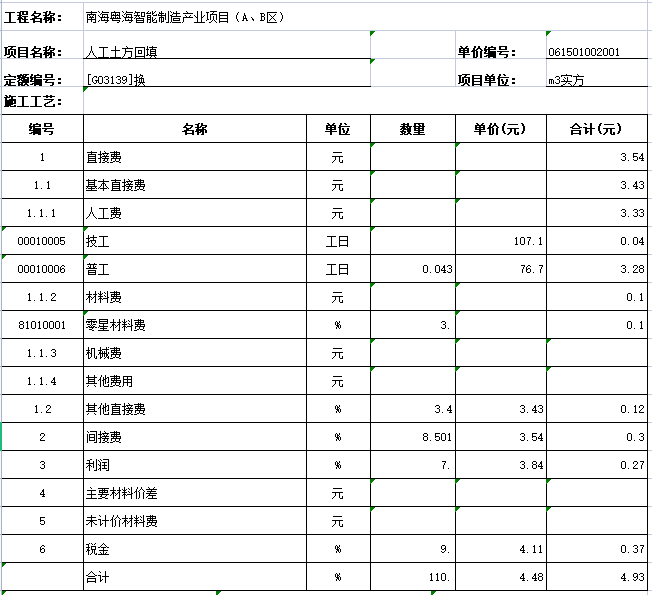 工程名称: 南海粤海智能制造产业项目（A、B区）
项目名称: 人工土方回填 单价编号: 061501002001
定额编号: [G03139]换 项目单位: m3实方
施工工艺:
编号 名称 单位 数量 单价(元) 合计(元)
1 直接费 元 3.54
1.1 基本直接费 元 3.43
1.1.1 人工费 元 3.33
00010005 技工 工日 107.1 0.04
00010006 普工 工日 0.043 76.7 3.28
1.1.2 材料费 元 0.1
81010001 零星材料费 % 3. 0.1
1.1.3 机械费 元
1.1.4 其他费用 元
1.2 其他直接费 % 3.4 3.43 0.12
2 间接费 % 8.501 3.54 0.3
3 利润 % 7. 3.84 0.27
4 主要材料价差 元
5 未计价材料费 元
6 税金 % 9. 4.11 0.37
合计 % 110. 4.48 4.93